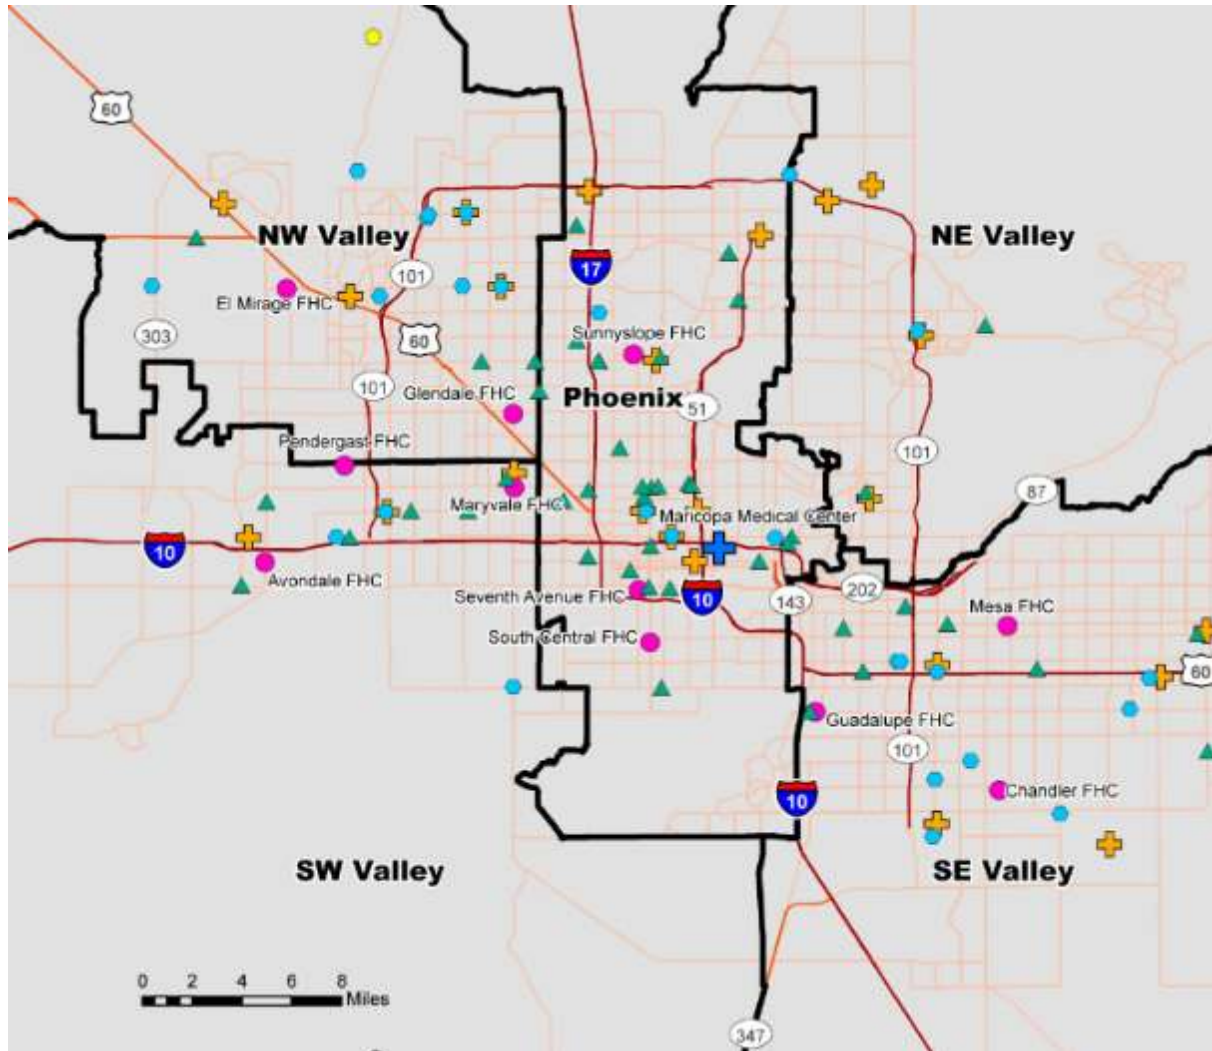 60
NW Valley
NE Valley
17
101
El Mirage FHC
303
60
Sunnyslope FHC
101
Glendale FHC
Phoenix
51
Pendergast FHC
101
87
Maryvale FHC
Maricopa Medical Center
10
Avondale FHC
Seventh Avenue FHC
10
143
202
Mesa FHC
South Central FHC
60
Guadalupe FHC
101
10
Chandler FHC
SW Valley
SE Valley
0 2 4 6 8
Miles
347